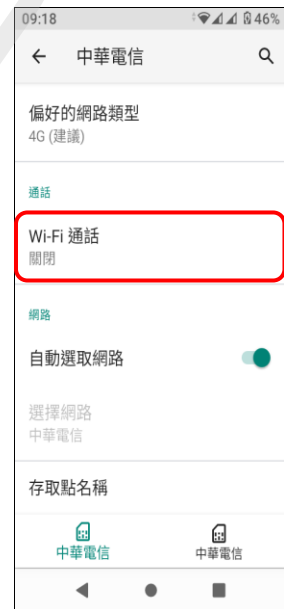 09:18 46%
中華電信
偏好的網路類型
4G (建議)
通話
Wi-Fi 通話
關閉
網路
自動選取網路
選擇網路
中華電信
存取點名稱
中華電信 中華電信